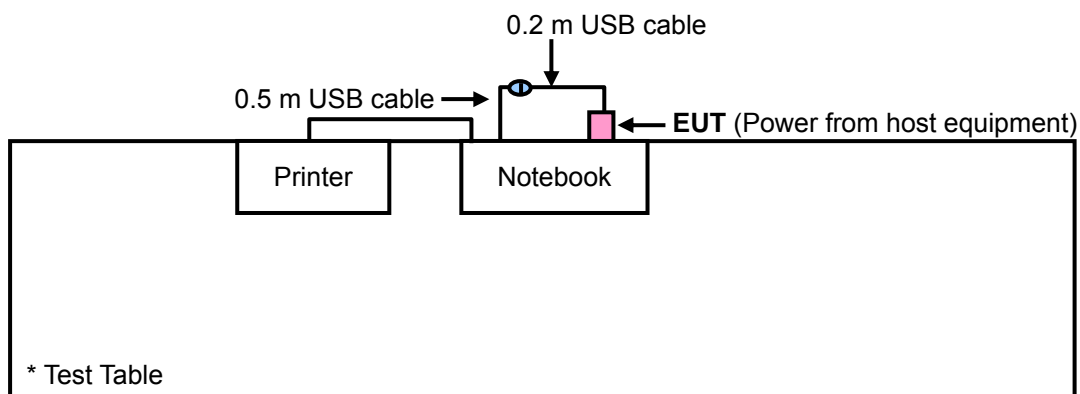 0.2 m USB cable
0.5 m USB cable
EUT (Power from host equipment)
Printer
Notebook
* Test Table